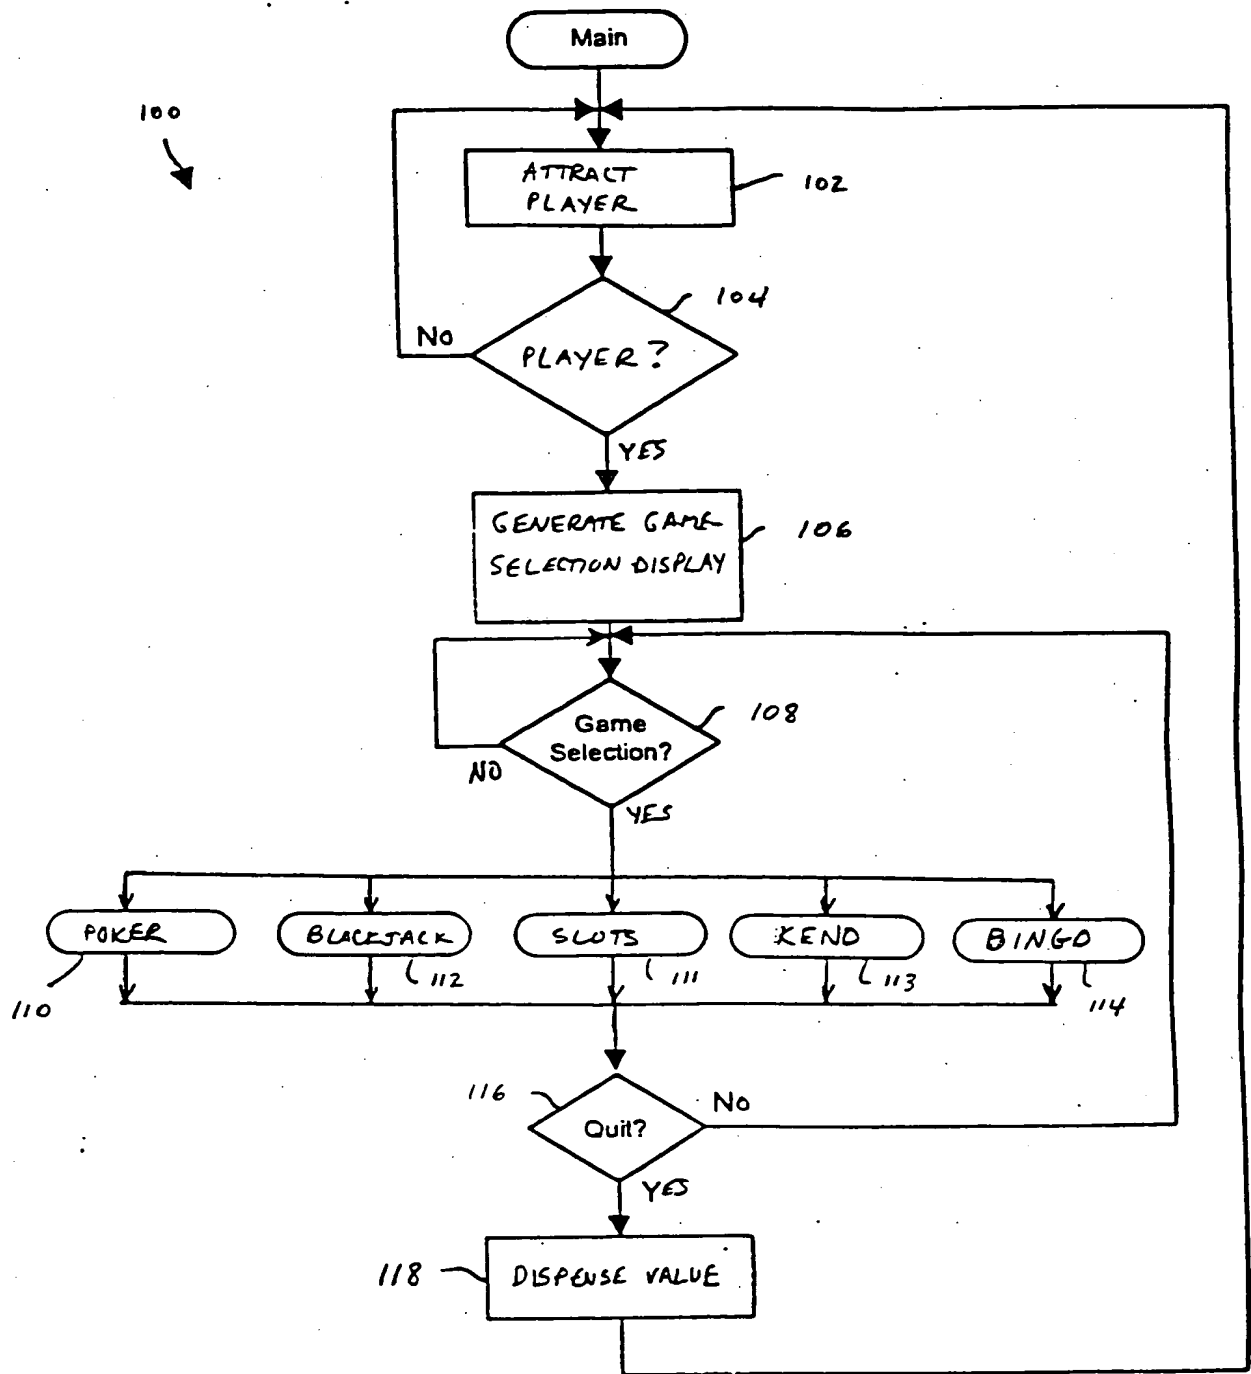 Main
100
ATTRACT
PLAYER
102
104
No
PLAYER?
YES
GENERATE GAME
SELECTION DISPLAY
106
108
Game
Selection?
NO
YES
POKER
BLACKJACK
SLOTS
KENO
BINGO
110
112
111
113
114
116
No
Quit?
YES
118
DISPENSE VALUE